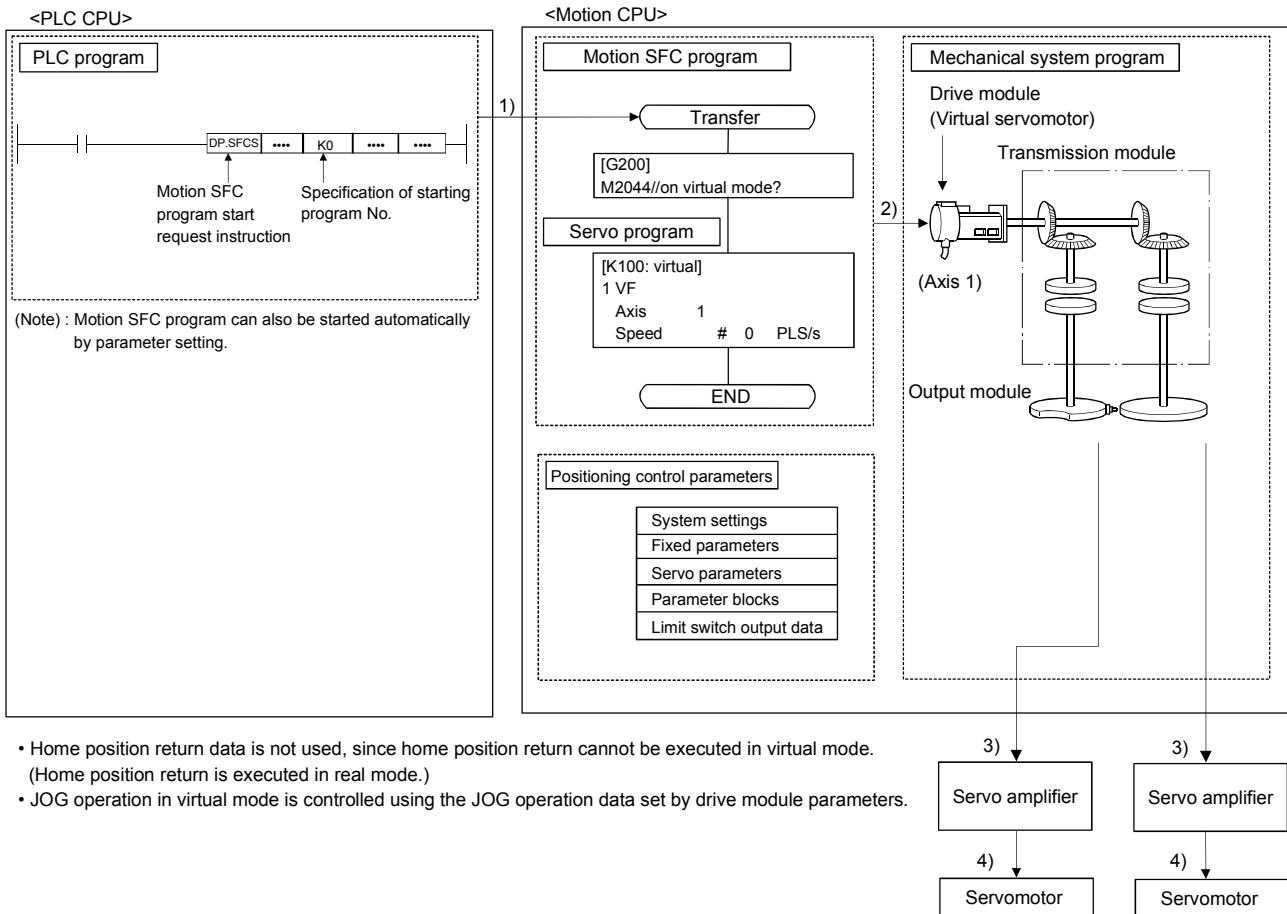 <PLC CPU>
PLC program
DP.SFCS
••••
K0
••••
••••
Motion SFC
program start
request instruction
Specification of starting
program No.
(Note) : Motion SFC program can also be started automatically
by parameter setting.
1)
<Motion CPU>
Motion SFC program
Transfer
[G200]
M2044//on virtual mode?
Servo program
[K100: virtual]
1 VF
Axis 1
Speed # 0 PLS/s
END
2)
Positioning control parameters
System settings
Fixed parameters
Servo parameters
Parameter blocks
Limit switch output data
Mechanical system program
Drive module
(Virtual servomotor)
Transmission module
(Axis 1)
Output module
• Home position return data is not used, since home position return cannot be executed in virtual mode.
(Home position return is executed in real mode.)
• JOG operation in virtual mode is controlled using the JOG operation data set by drive module parameters.
3)
3)
Servo amplifier
Servo amplifier
4)
4)
Servomotor
Servomotor